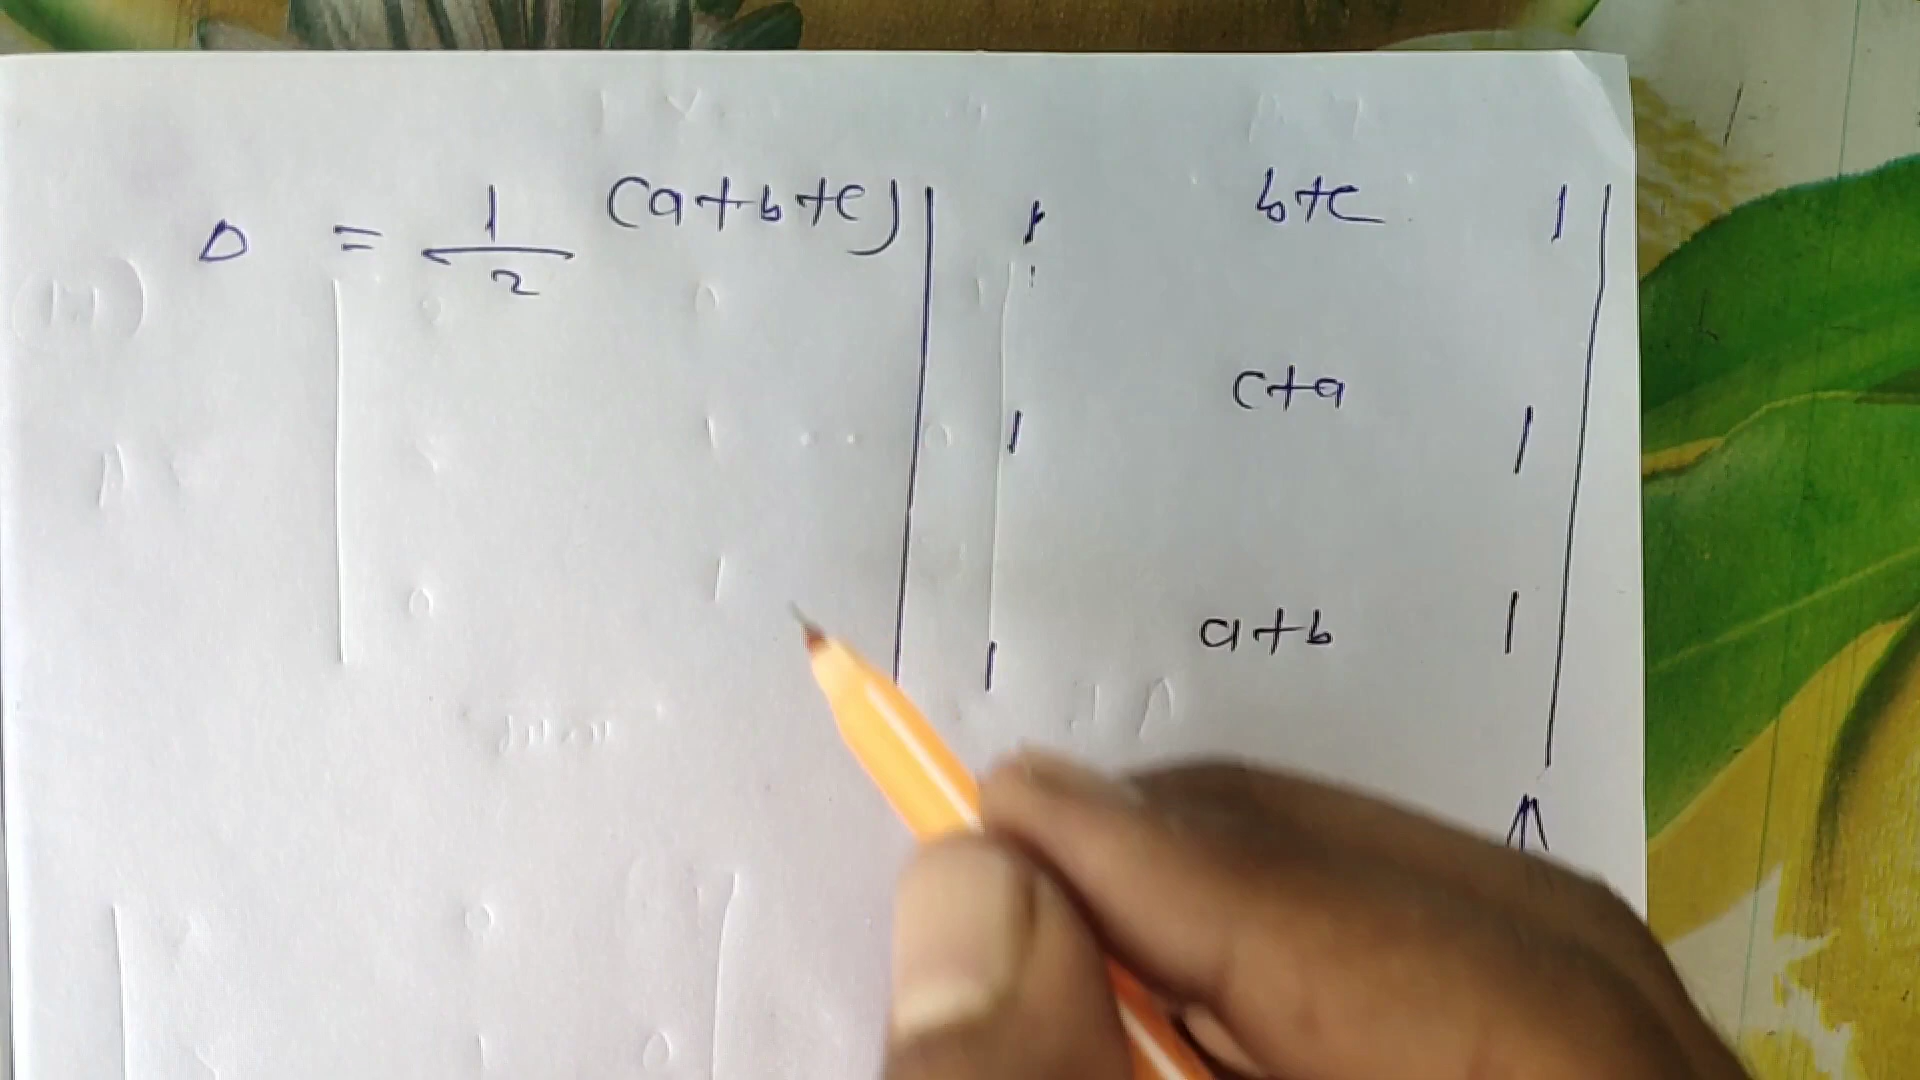 Δ = 1/2 (a+b+c) | 1 b+c 1 |
1 c+a 1
1 a+b 1
↑